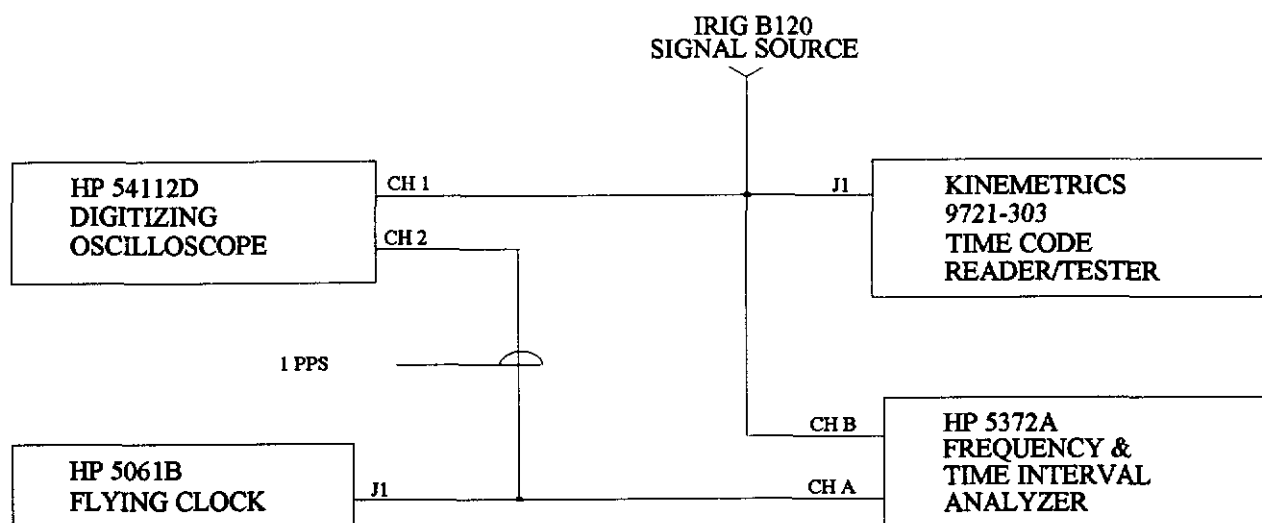 IRIG B120
SIGNAL SOURCE
HP 54112D
DIGITIZING
OSCILLOSCOPE
CH 1
CH 2
J1
KINEMETRICS
9721-303
TIME CODE
READER/TESTER
1 PPS
HP 5061B
FLYING CLOCK
J1
CH B
CH A
HP 5372A
FREQUENCY &
TIME INTERVAL
ANALYZER